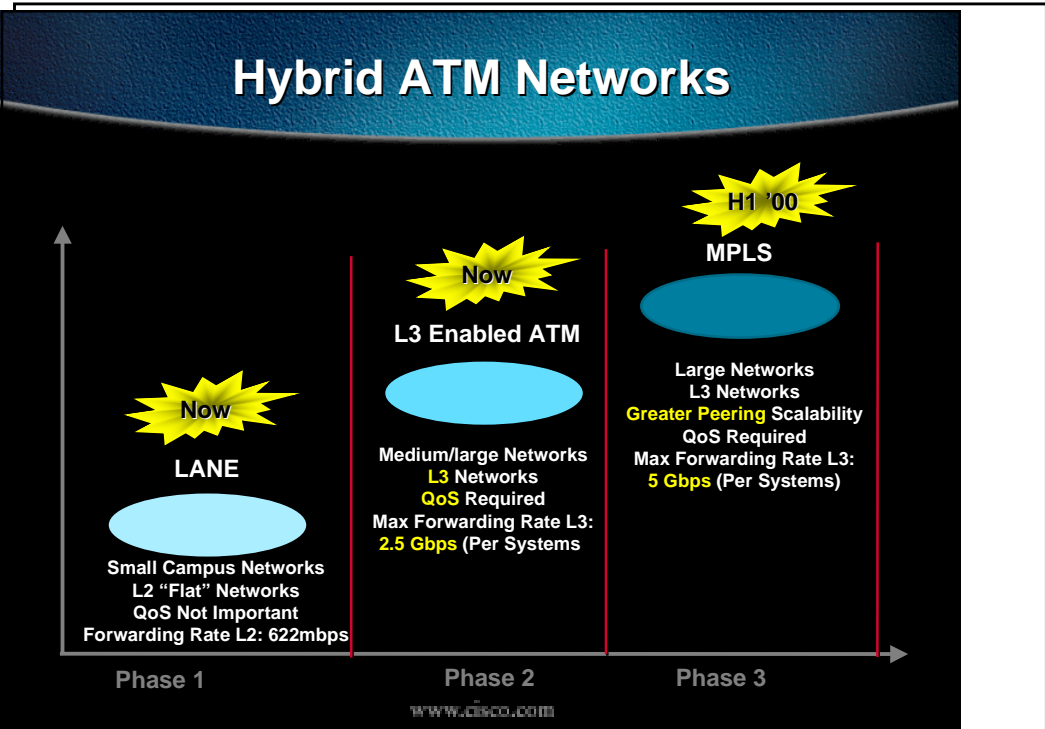 Hybrid ATM Networks
Now
LANE
Small Campus Networks
L2 “Flat” Networks
QoS Not Important
Forwarding Rate L2: 622mbps
Now
L3 Enabled ATM
Medium/large Networks
L3 Networks
QoS Required
Max Forwarding Rate L3:
2.5 Gbps (Per Systems
H1 ’00
MPLS
Large Networks
L3 Networks
Greater Peering Scalability
QoS Required
Max Forwarding Rate L3:
5 Gbps (Per Systems)
Phase 1
Phase 2
Phase 3
www.cisco.com